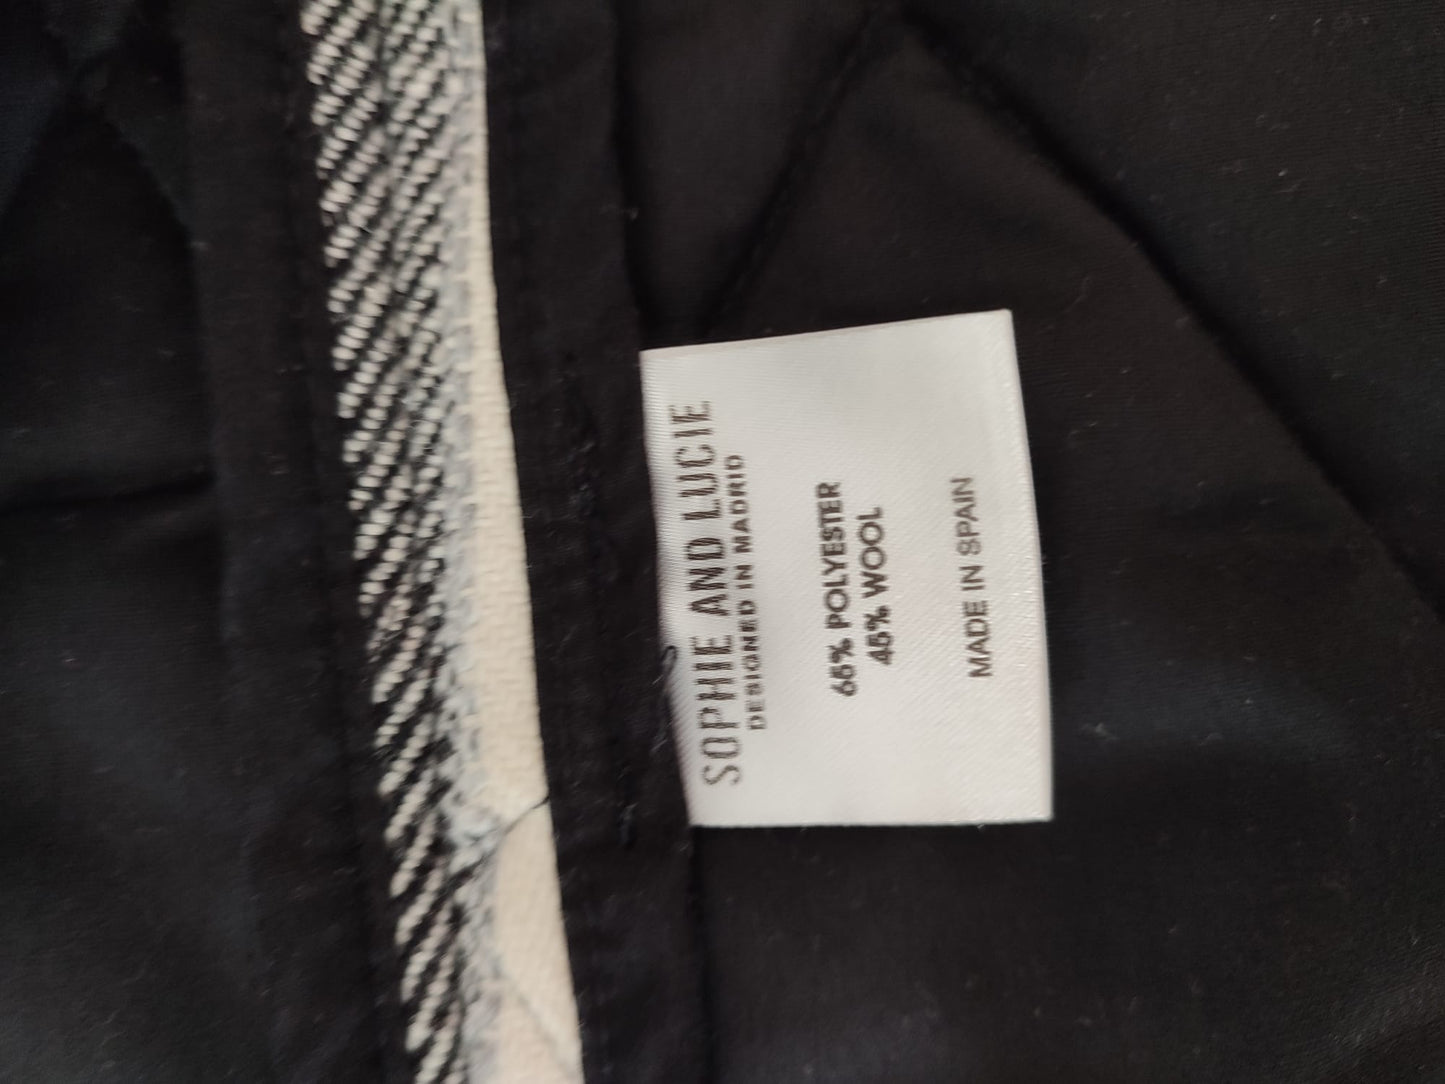 SOPHIE AND LUCIE
DESIGNED IN MADRID
65% POLYESTER
45% WOOL
MADE IN SPAIN